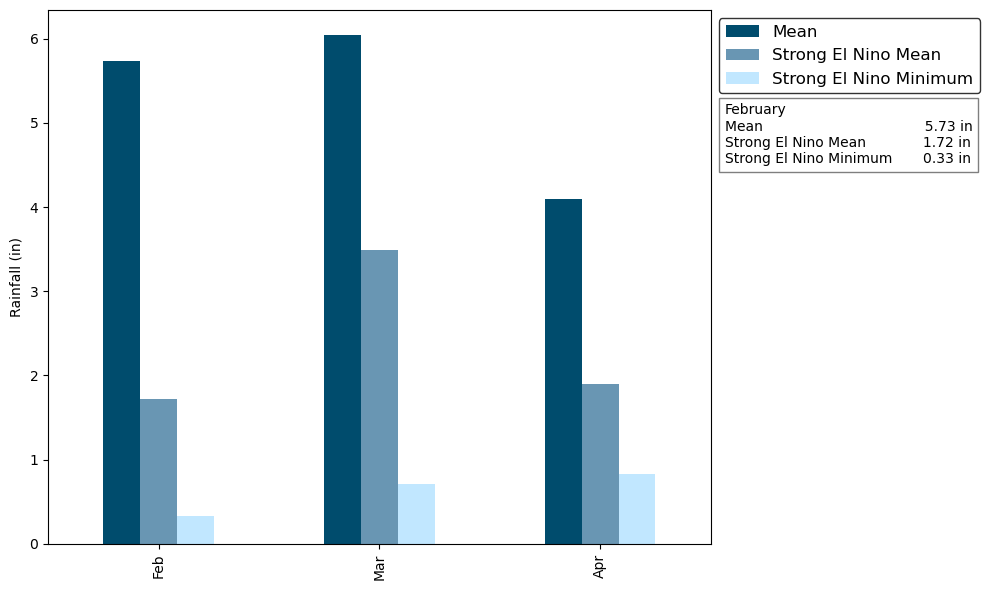 Mean
Strong El Nino Mean
Strong El Nino Minimum
February
Mean 5.73 in
Strong El Nino Mean 1.72 in
Strong El Nino Minimum 0.33 in
Rainfall (in)
6
5
4
3
2
1
0
Feb
Mar
Apr